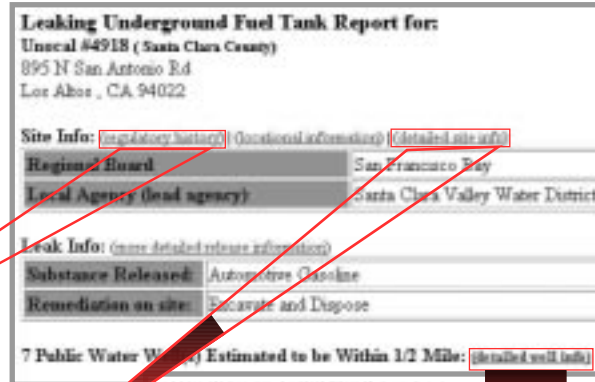 Leaking Underground Fuel Tank Report for:
Unocal #4918 ( Santa Clara County)
895 N San Antonio Rd
Los Altos , CA 94022
Site Info: (regulatory history) | (locational information) | (detailed site info)
Regional Board San Francisco Bay
Local Agency (lead agency) Santa Clara Valley Water District
Leak Info: (more detailed release information)
Substance Released: Automotive Gasoline
Remediation on site: Excavate and Dispose
7 Public Water Well(s) Estimated to be Within 1/2 Mile: (detailed well info)